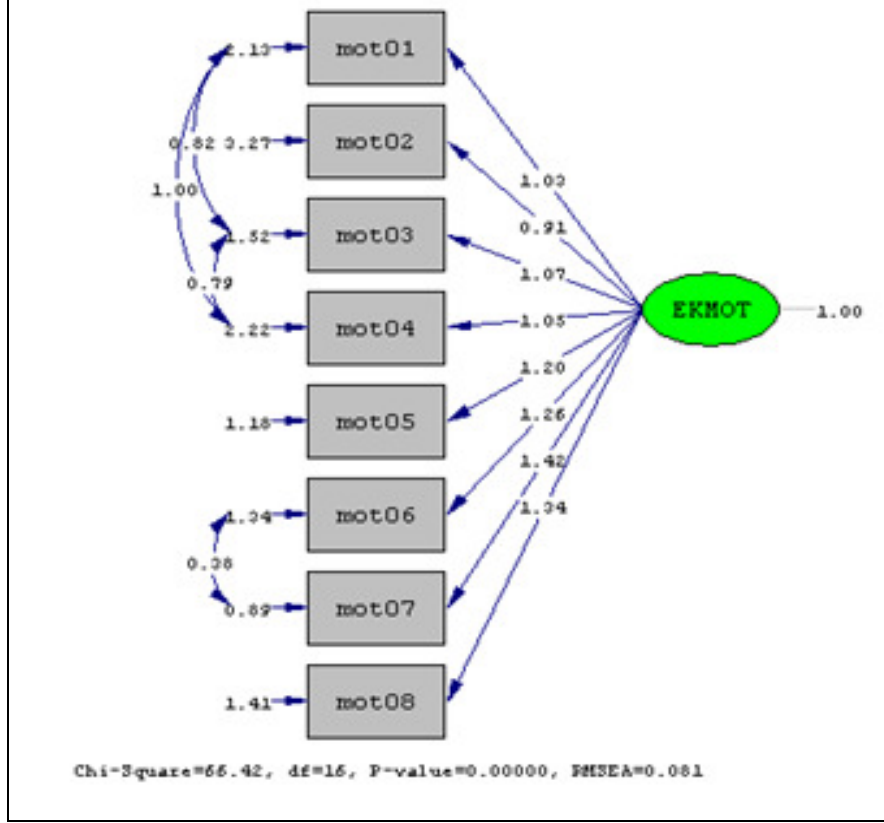 2.13 mot01
1.03
0.82 3.27 mot02
1.00
0.91
1.52 mot03
1.07
0.79
EKMOT 1.00
2.22 mot04
1.05
1.20
1.18 mot05
1.26
1.42
1.34 mot06
1.34
0.38
0.89 mot07
1.41 mot08
Chi-Square=66.42, df=16, P-value=0.00000, RMSEA=0.081